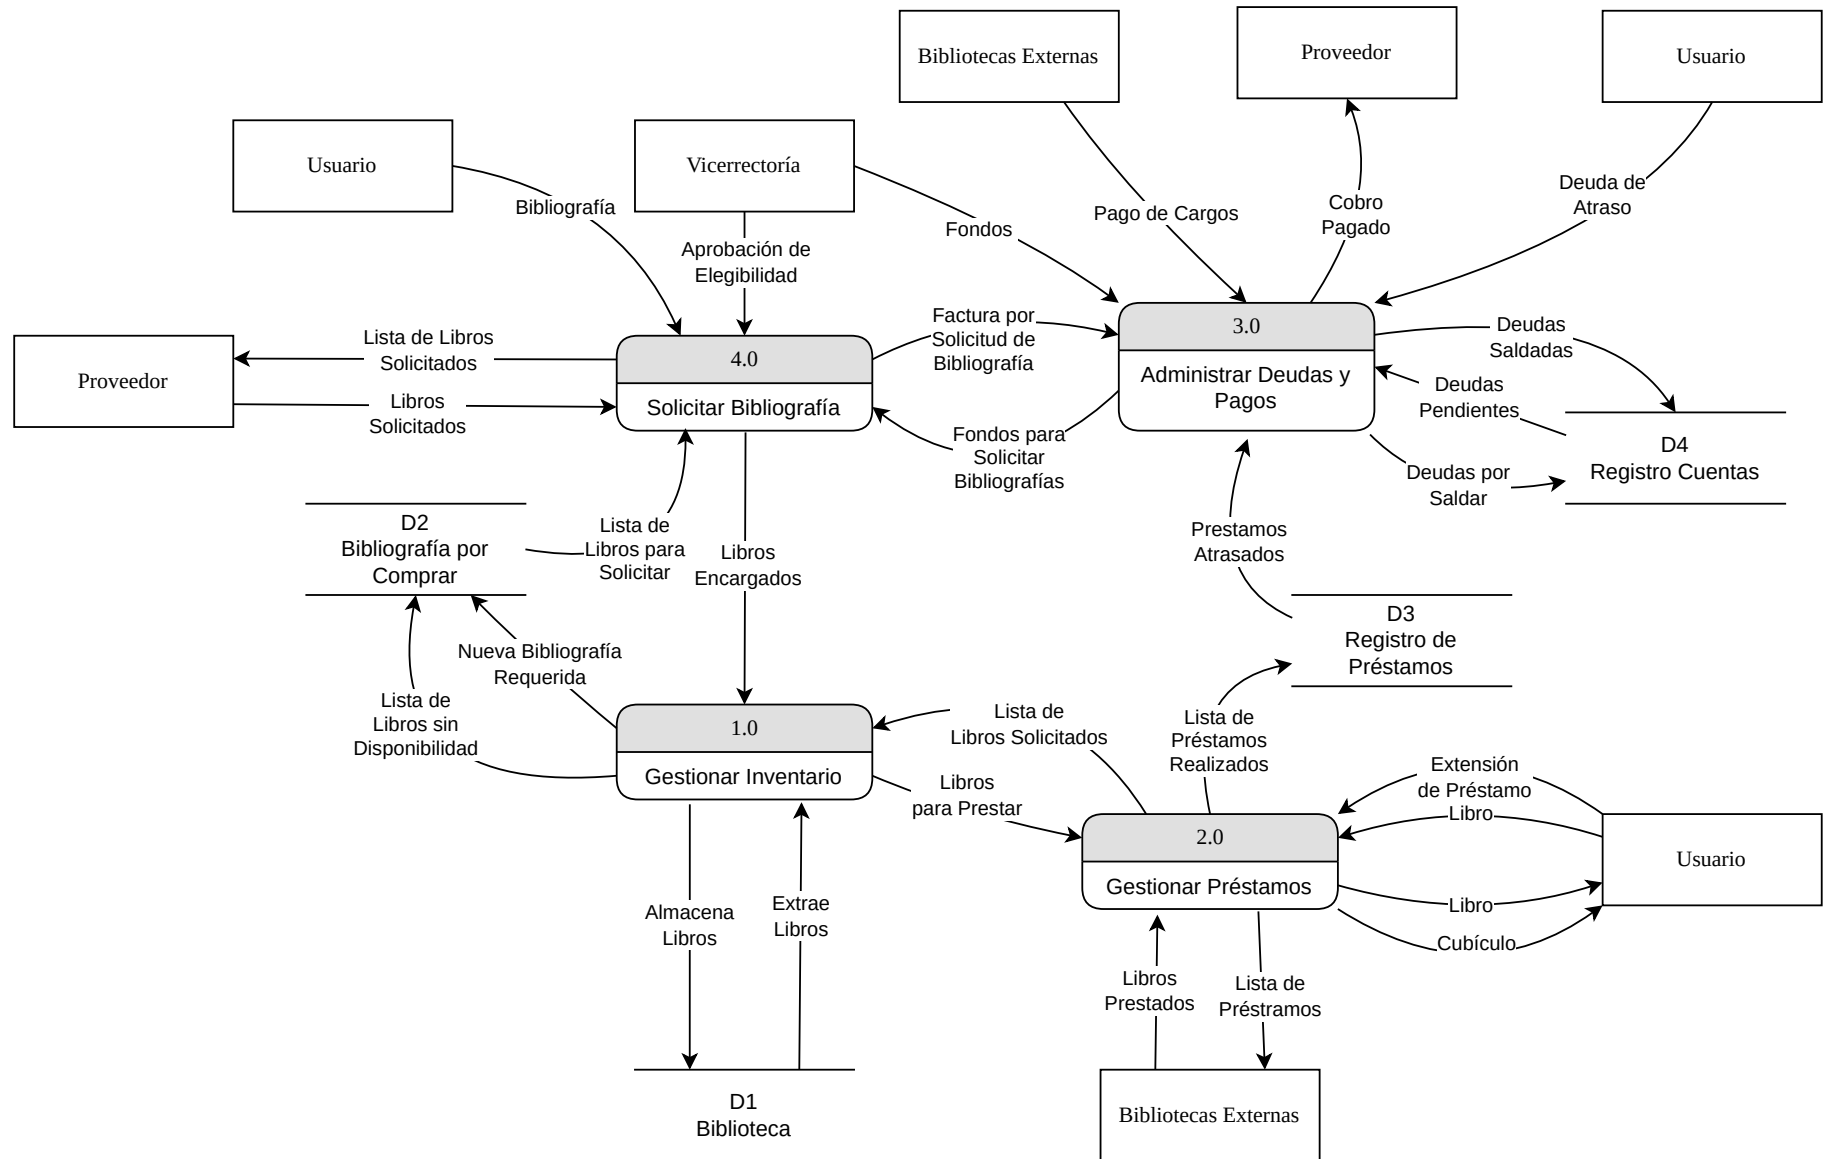 Bibliotecas Externas
Proveedor
Usuario
Usuario
Vicerrectoría
Bibliografía
Aprobación de
Elegibilidad
Fondos
Pago de Cargos
Cobro
Pagado
Deuda de
Atraso
Proveedor
Lista de Libros
Solicitados
Libros
Solicitados
4.0
Solicitar Bibliografía
Factura por
Solicitud de
Bibliografía
Fondos para
Solicitar
Bibliografías
3.0
Administrar Deudas y
Pagos
Deudas
Saldadas
Deudas
Pendientes
Deudas por
Saldar
D4
Registro Cuentas
D2
Bibliografía por
Comprar
Lista de
Libros para
Solicitar
Libros
Encargados
Prestamos
Atrasados
D3
Registro de
Préstamos
Nueva Bibliografía
Requerida
Lista de
Libros sin
Disponibilidad
1.0
Gestionar Inventario
Lista de
Libros Solicitados
Libros
para Prestar
Lista de
Préstamos
Realizados
2.0
Gestionar Préstamos
Extensión
de Préstamo
Libro
Libro
Cubículo
Usuario
Almacena
Libros
Extrae
Libros
Libros
Prestados
Lista de
Préstramos
D1
Biblioteca
Bibliotecas Externas